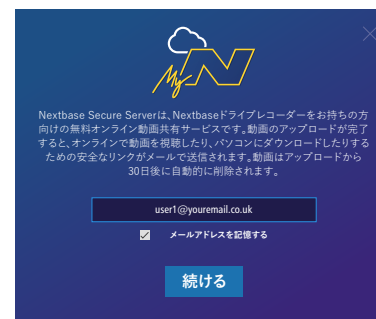 My N
Nextbase Secure Serverは、Nextbaseドライブレコーダーをお持ちの方
向けの無料オンライン動画共有サービスです。動画のアップロードが完了
すると、オンラインで動画を視聴したり、パソコンにダウンロードしたりする
ための安全なリンクがメールで送信されます。動画はアップロードから
30日後に自動的に削除されます。
user1@youremail.co.uk
メールアドレスを記憶する
続ける